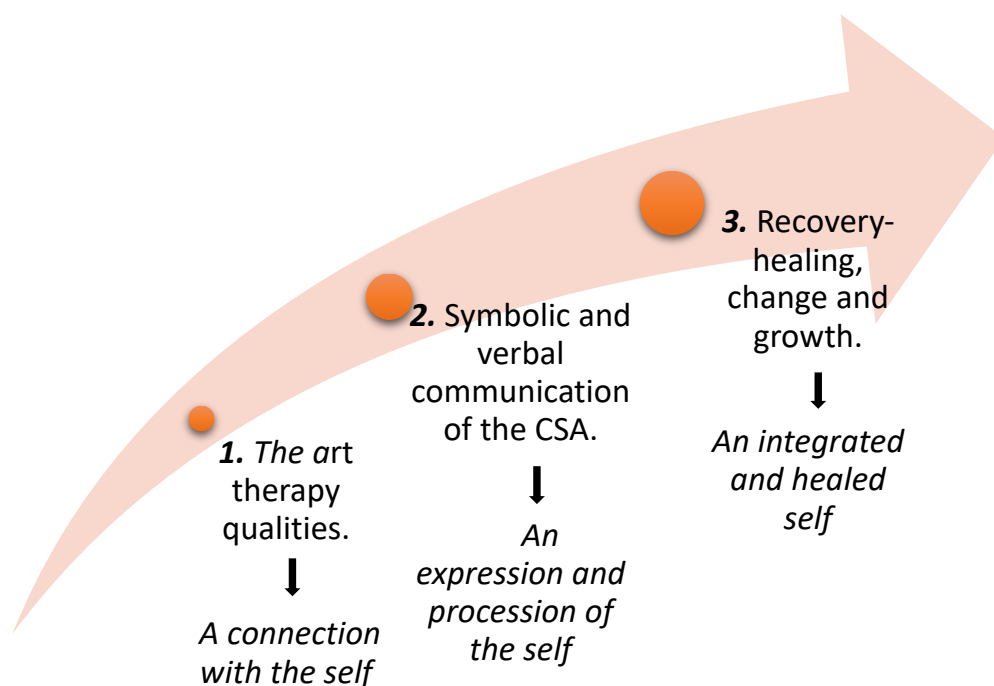 1. The art
therapy
qualities.
A connection
with the self
2. Symbolic and
verbal
communication
of the CSA.
An
expression and
procession of
the self
3. Recovery-
healing,
change and
growth.
An integrated
and healed
self